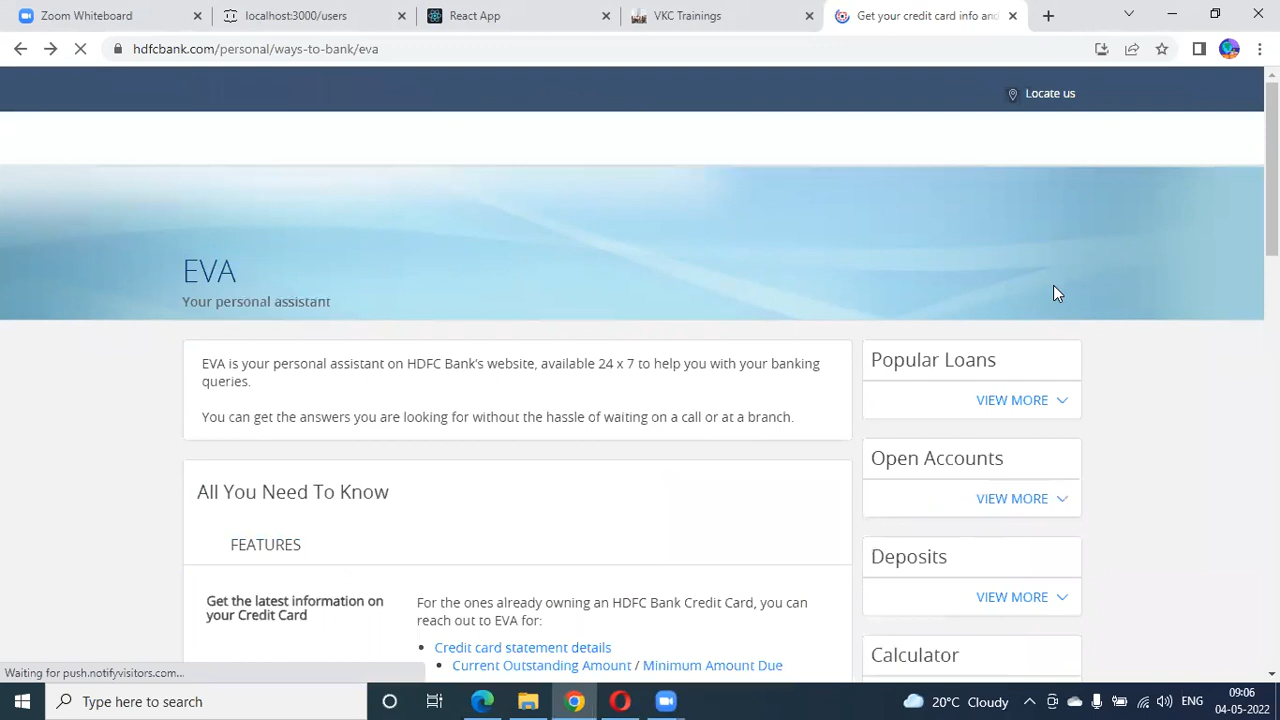 Zoom Whiteboard
localhost:3000/users
React App
VKC Trainings
Get your credit card info and
hdfcbank.com/personal/ways-to-bank/eva
Locate us
EVA
Your personal assistant
EVA is your personal assistant on HDFC Bank's website, available 24 x 7 to help you with your banking
queries.
You can get the answers you are looking for without the hassle of waiting on a call or at a branch.
Popular Loans
VIEW MORE
Open Accounts
VIEW MORE
Deposits
VIEW MORE
Calculator
All You Need To Know
FEATURES
Get the latest information on
your Credit Card
For the ones already owning an HDFC Bank Credit Card, you can
reach out to EVA for:
• Credit card statement details
• Current Outstanding Amount / Minimum Amount Due
Waiting for push.notifyvisitors.com...
Type here to search
20°C Cloudy
ENG
09:06
04-05-2022